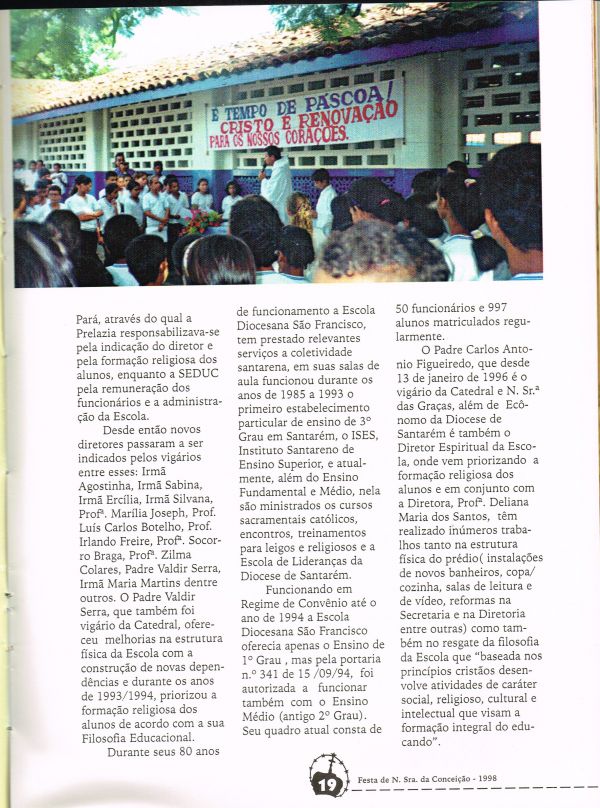 É TEMPO DE PÁSCOA!
CRISTO É RENOVAÇÃO
PARA OS NOSSOS CORAÇÕES.
Pará, através do qual a
Prelazia responsabilizava-se
pela indicação do diretor e
pela formação religiosa dos
alunos, enquanto a SEDUC
pela remuneração dos
funcionários e a administra-
ção da Escola.
Desde então novos
diretores passaram a ser
indicados pelos vigários
entre esses: Irmã
Agostinha, Irmã Sabina,
Irmã Ercília, Irmã Silvana,
Profª. Marília Joseph, Prof.
Luís Carlos Botelho, Prof.
Irlando Freire, Profª. Socor-
ro Braga, Profª. Zilma
Colares, Padre Valdir Serra,
Irmã Maria Martins dentre
outros. O Padre Valdir
Serra, que também foi
vigário da Catedral, ofere-
ceu melhorias na estrutura
física da Escola com a
construção de novas depen-
dências e durante os anos
de 1993/1994, priorizou a
formação religiosa dos
alunos de acordo com a sua
Filosofia Educacional.
Durante seus 80 anos
de funcionamento a Escola
Diocesana São Francisco,
tem prestado relevantes
serviços a coletividade
santarena, em suas salas de
aula funcionou durante os
anos de 1985 a 1993 o
primeiro estabelecimento
particular de ensino de 3º
Grau em Santarém, o ISES,
Instituto Santareno de
Ensino Superior, e atual-
mente, além do Ensino
Fundamental e Médio, nela
são ministrados os cursos
sacramentais católicos,
encontros, treinamentos
para leigos e religiosos e a
Escola de Lideranças da
Diocese de Santarém.
Funcionando em
Regime de Convênio até o
ano de 1994 a Escola
Diocesana São Francisco
oferecia apenas o Ensino de
1º Grau , mas pela portaria
n.º 341 de 15 /09/94, foi
autorizada a funcionar
também com o Ensino
Médio (antigo 2º Grau).
Seu quadro atual consta de
50 funcionários e 997
alunos matriculados regu-
larmente.
O Padre Carlos Anto-
nio Figueiredo, que desde
13 de janeiro de 1996 é o
vigário da Catedral e N. Sr.ª
das Graças, além de Ecô-
nomo da Diocese de
Santarém é também o
Diretor Espiritual da Esco-
la, onde vem priorizando a
formação religiosa dos
alunos e em conjunto com
a Diretora, Profª. Deliana
Maria dos Santos, têm
realizado inúmeros traba-
lhos tanto na estrutura
física do prédio( instalações
de novos banheiros, copa/
cozinha, salas de leitura e
de vídeo, reformas na
Secretaria e na Diretoria
entre outras) como tam-
bém no resgate da filosofia
da Escola que "baseada nos
princípios cristãos desen-
volve atividades de caráter
social, religioso, cultural e
intelectual que visam a
formação integral do edu-
cando".
19
Festa de N. Sra. da Conceição - 1998